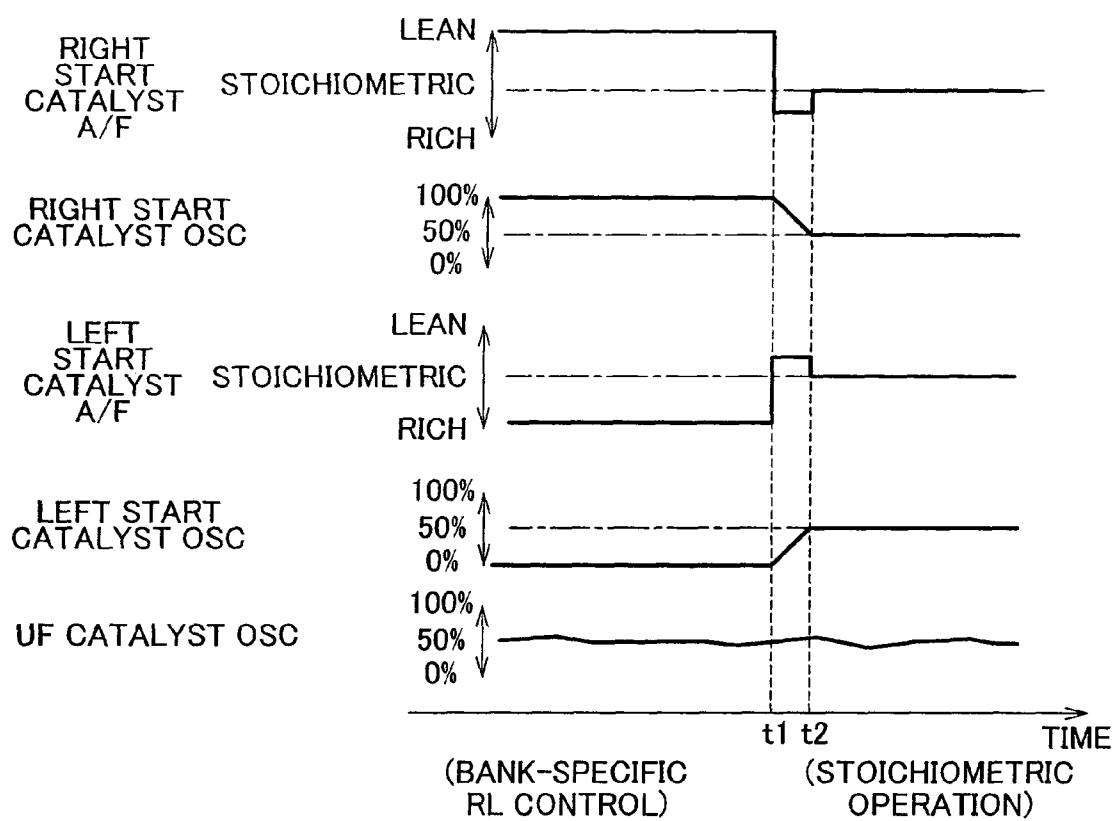 RIGHT
START
CATALYST
A/F
LEAN
STOICHIOMETRIC
RICH
RIGHT START
CATALYST OSC
100%
50%
0%
LEFT
START
CATALYST
A/F
LEAN
STOICHIOMETRIC
RICH
LEFT START
CATALYST OSC
100%
50%
0%
UF CATALYST OSC
100%
50%
0%
t1 t2
TIME
(BANK-SPECIFIC
RL CONTROL)
(STOICHIOMETRIC
OPERATION)